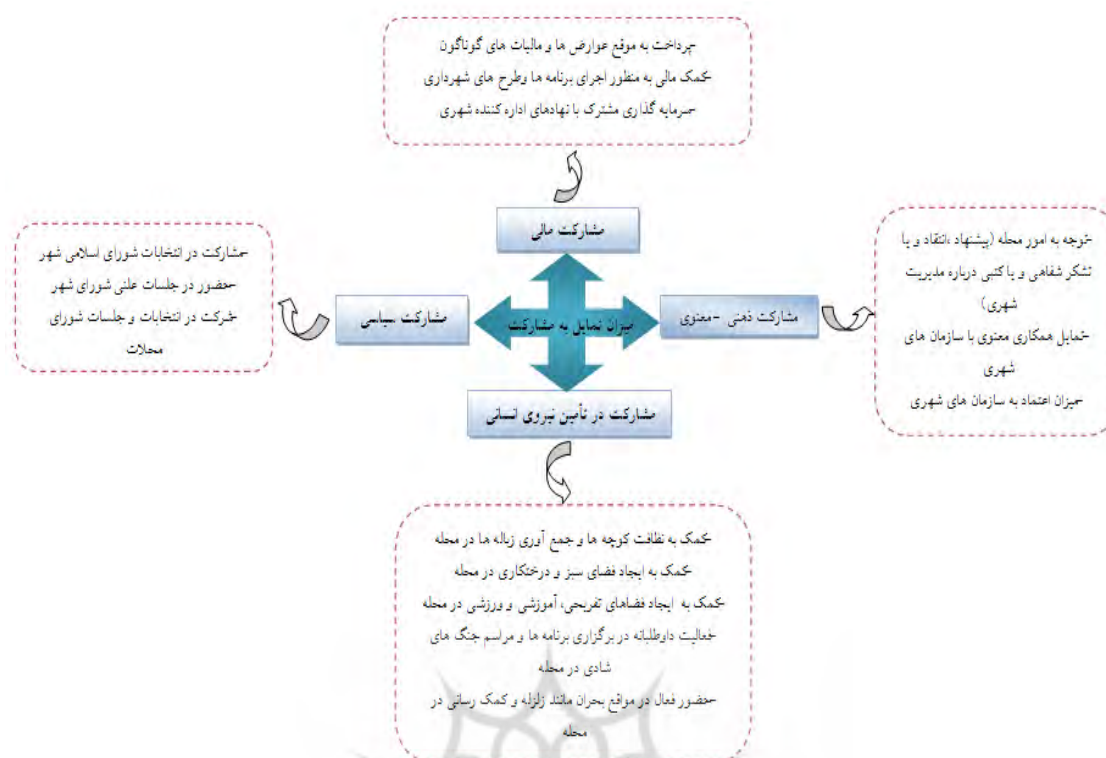 -پرداخت به موقع عوارض ها و مالیات های گوناگون
-کمک مالی به منظور اجرای برنامه ها وطرح های شهرداری
-سرمایه گذاری مشترک با نهادهای اداره کننده شهری
مشارکت مالی
-توجه به امور محله (پیشنهاد ،انتقاد و یا
تشکر شفاهی و یا کتبی درباره مدیریت
شهری)
-تمایل همکاری معنوی با سازمان های
شهری
-میزان اعتماد به سازمان های شهری
مشارکت ذهنی -معنوی
میزان تمایل به مشارکت
مشارکت سیاسی
-مشارکت در انتخابات شورای اسلامی شهر
-حضور در جلسات علنی شورای شهر
-شرکت در انتخابات و جلسات شورای
محلات
مشارکت در تأمین نیروی انسانی
-کمک به نظافت کوچه ها و جمع آوری زباله ها در محله
-کمک به ایجاد فضای سبز و درختکاری در محله
-کمک به ایجاد فضاهای تفریحی، آموزشی و ورزشی در محله
-فعالیت داوطلبانه در برگزاری برنامه ها و مراسم جنگ های
شادی در محله
-حضور فعال در مواقع بحران مانند زلزله و کمک رسانی در
محله